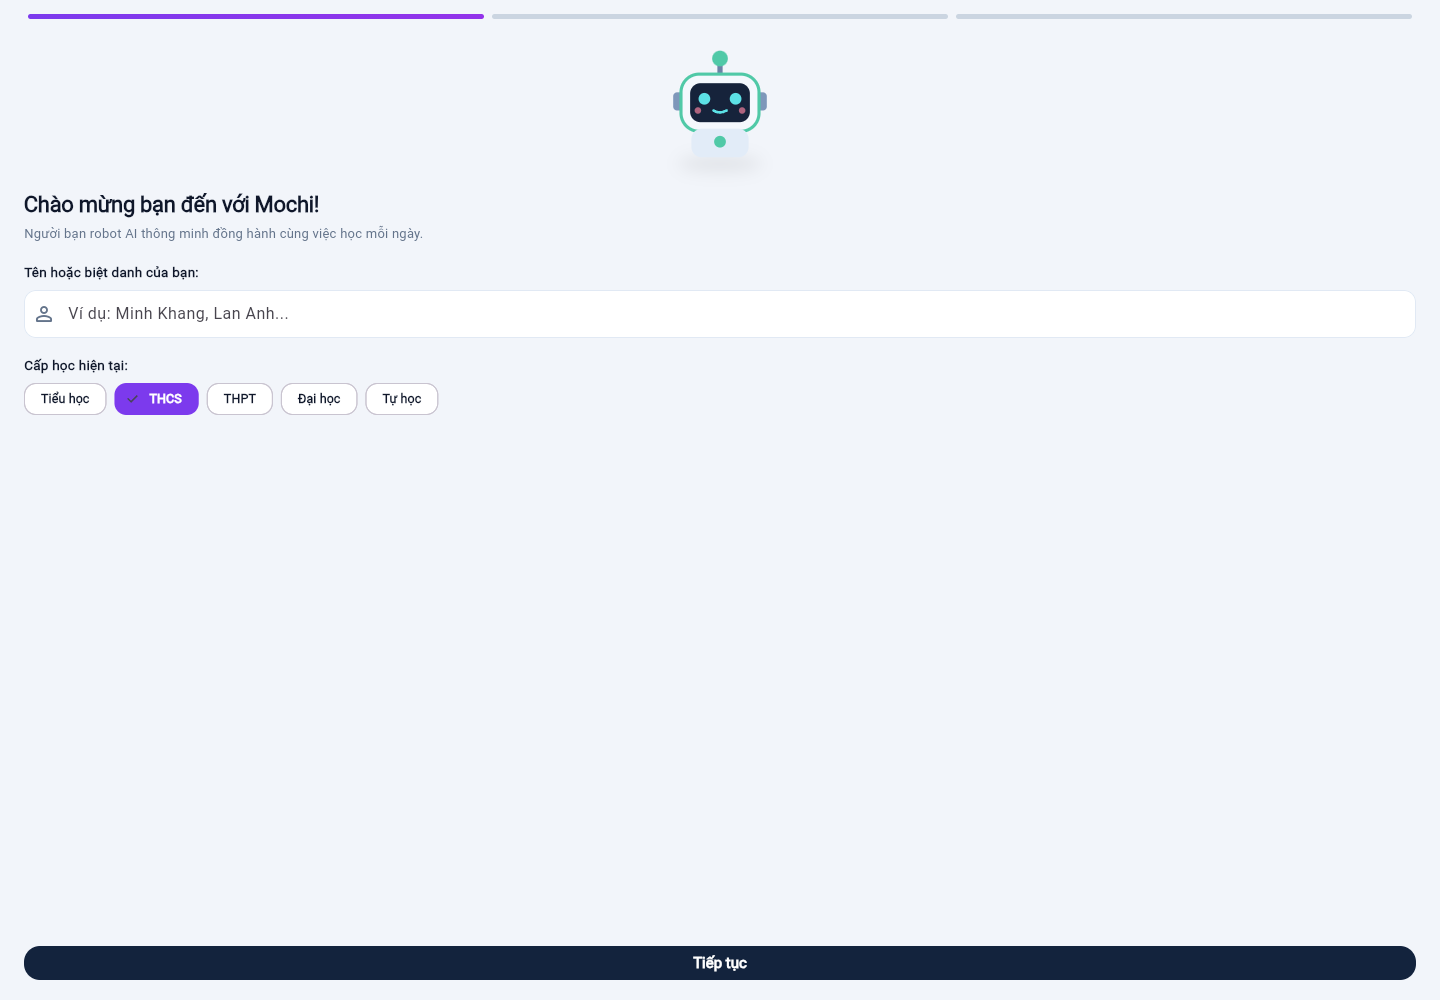 Chào mừng bạn đến với Mochi!
Người bạn robot AI thông minh đồng hành cùng việc học mỗi ngày.
Tên hoặc biệt danh của bạn:
Ví dụ: Minh Khang, Lan Anh...
Cấp học hiện tại:
Tiểu học THCS THPT Đại học Tự học
Tiếp tục